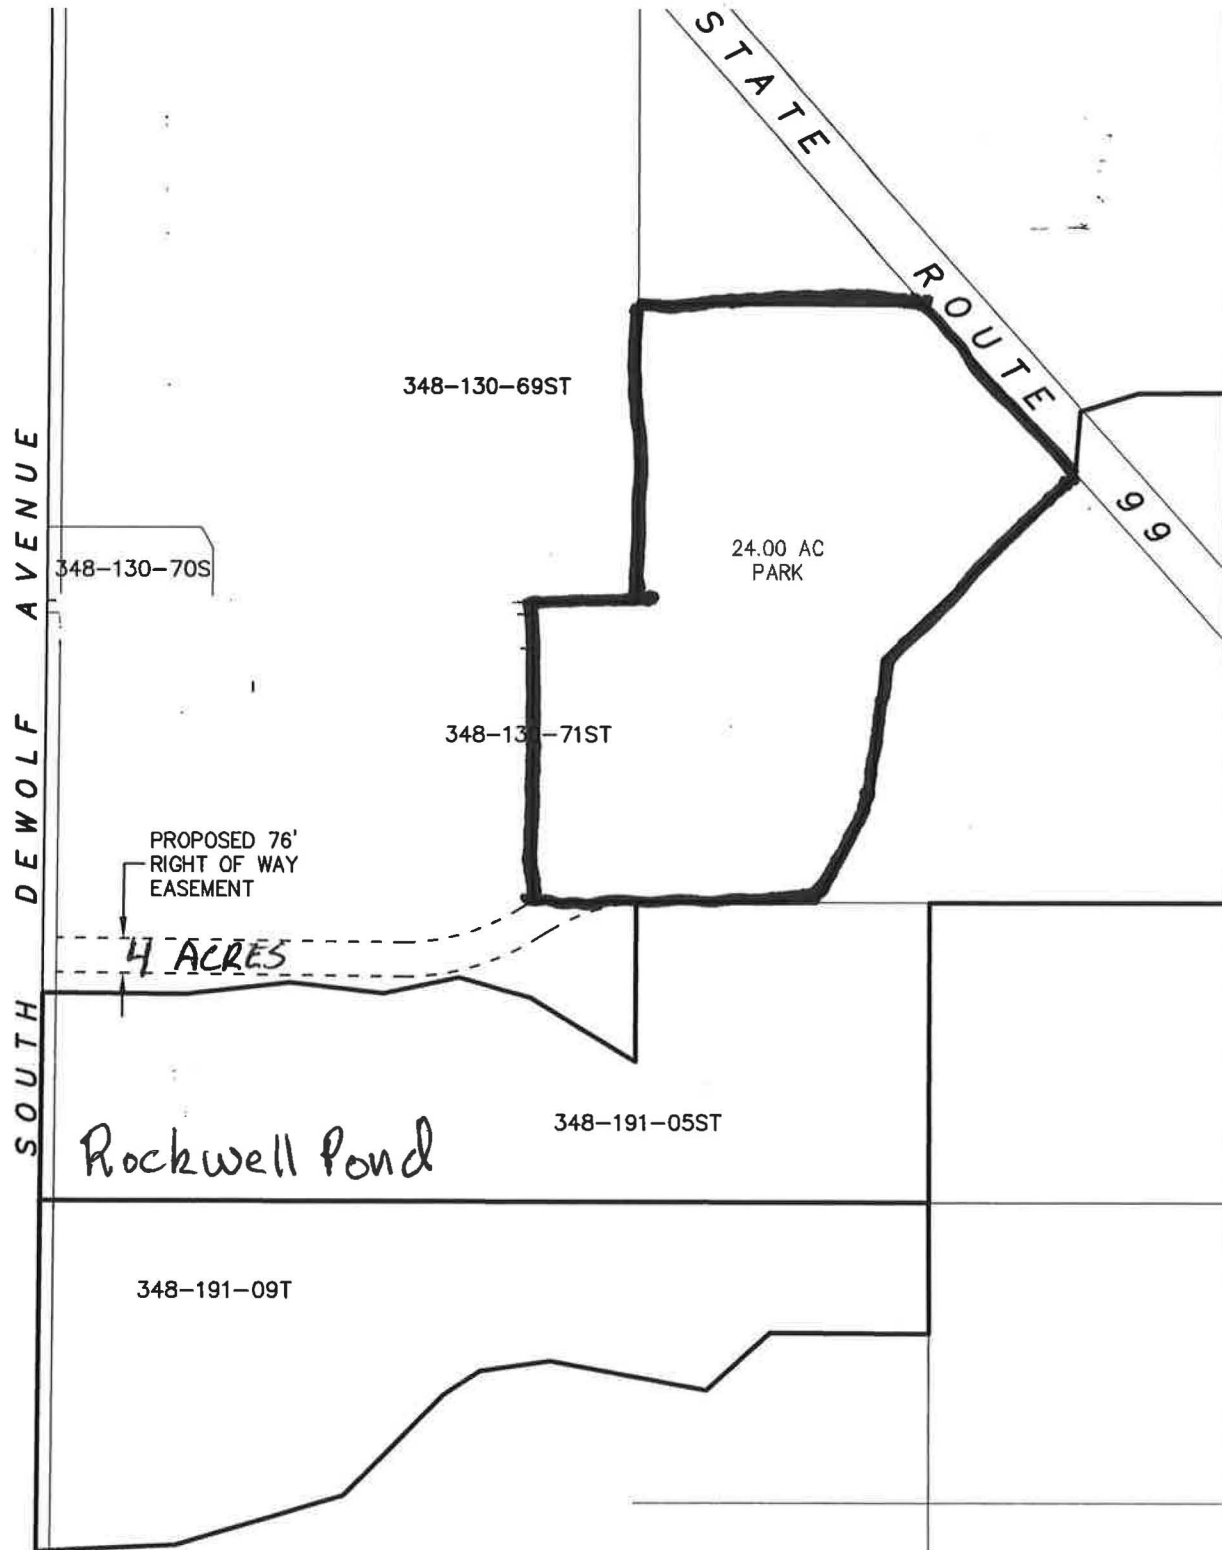 STATE ROUTE 99
348-130-69ST
SOUTH DEWOLF AVENUE
24.00 AC
PARK
348-130-70S
348-130-71ST
PROPOSED 76'
RIGHT OF WAY
EASEMENT
4 ACRES
348-191-05ST
Rockwell Pond
348-191-09T